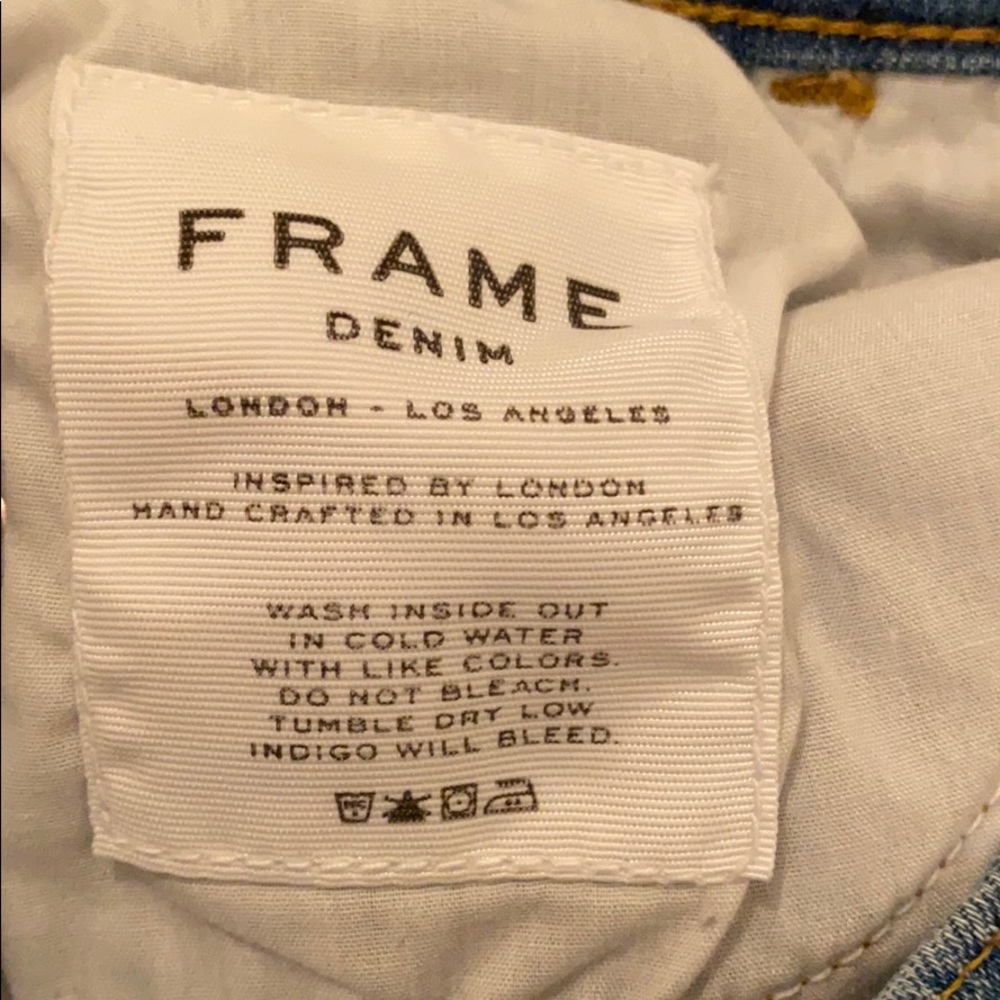 FRAME
DENIM
LONDON - LOS ANGELES
INSPIRED BY LONDON
HAND CRAFTED IN LOS ANGELES
WASH INSIDE OUT
IN COLD WATER
WITH LIKE COLORS.
DO NOT BLEACH.
TUMBLE DRY LOW
INDIGO WILL BLEED.